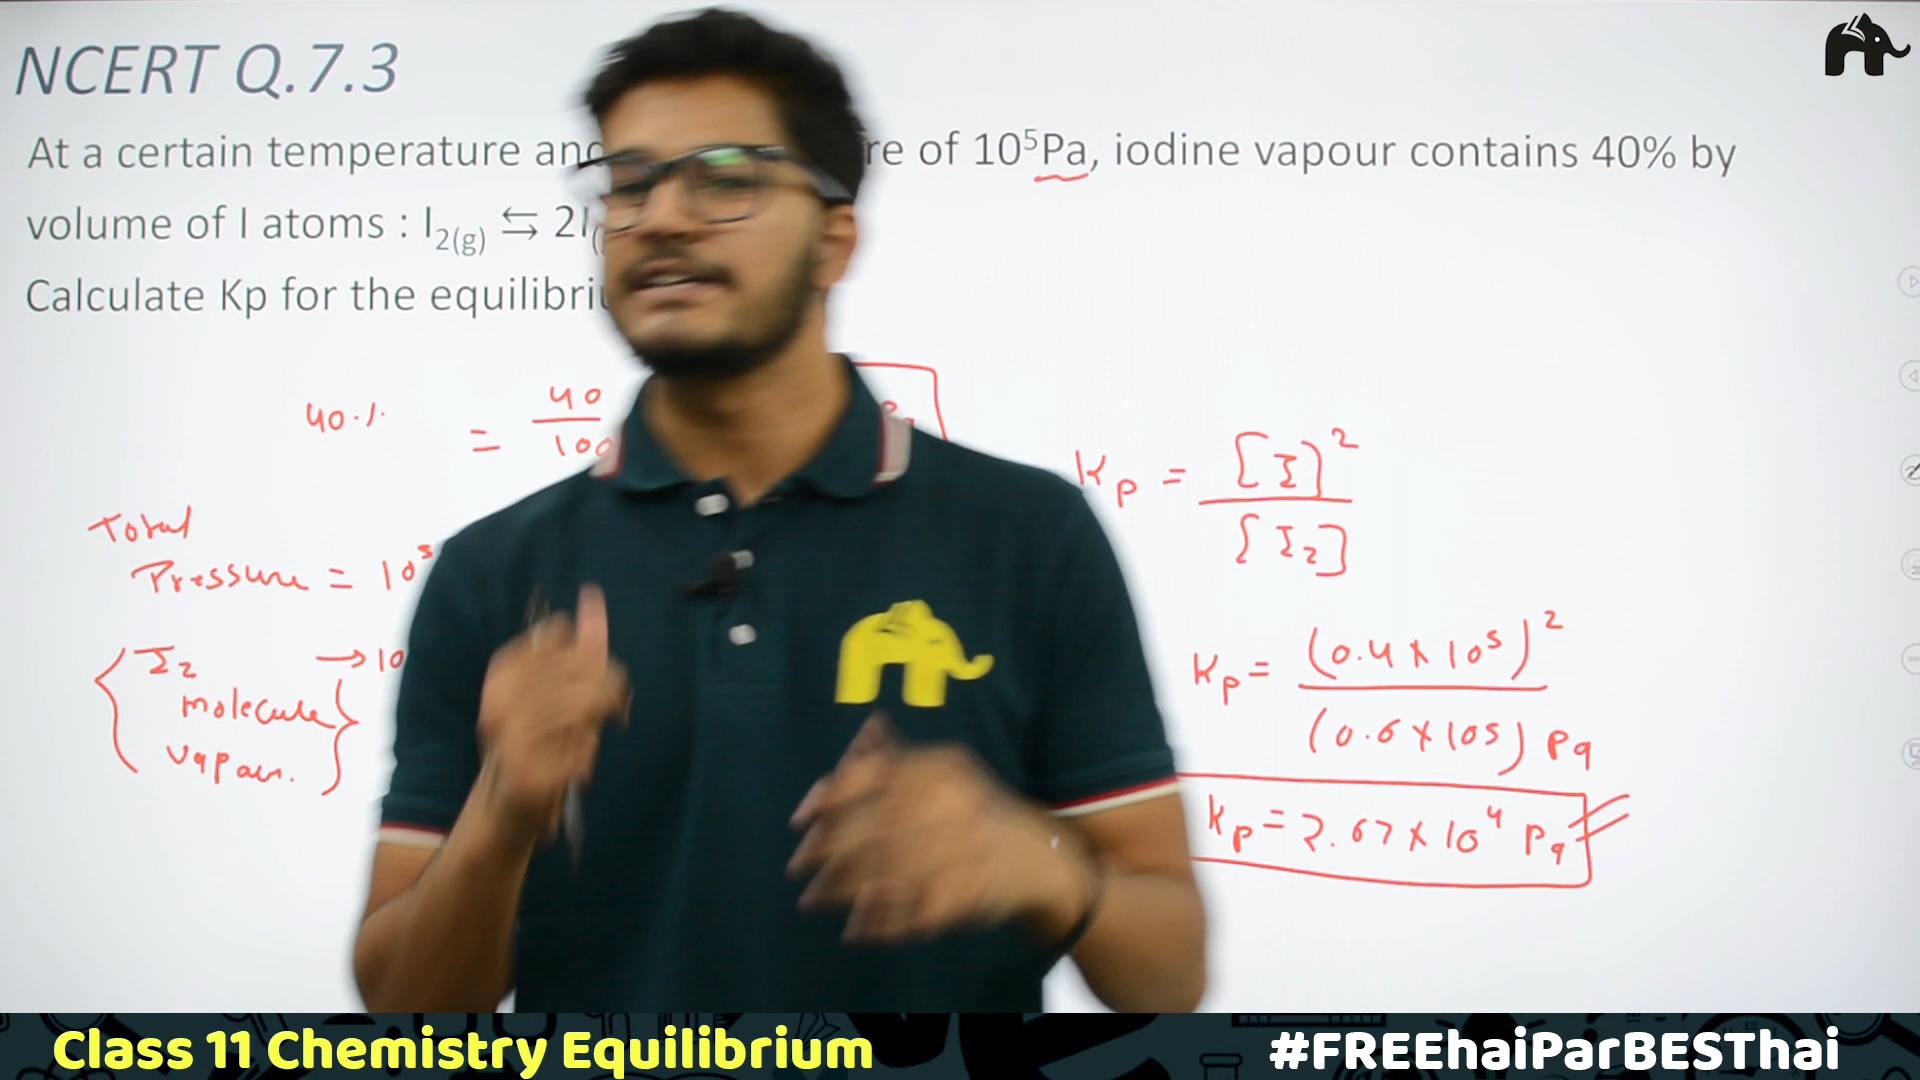 NCERT Q.7.3
At a certain temperature and re of 10⁵Pa, iodine vapour contains 40% by
volume of I atoms : I₂(g) ⇆ 2I(
Calculate Kp for the equilibriu
40%
= 40/100
Total
Pressure = 10⁵
I₂ → 10
molecule
vapour.
Kp = [I]² / [I₂]
Kp = (0.4 × 10⁵)² / (0.6 × 10⁵) Pa
Kp = 2.67 × 10⁴ Pa
Class 11 Chemistry Equilibrium
#FREEhaiParBESThai